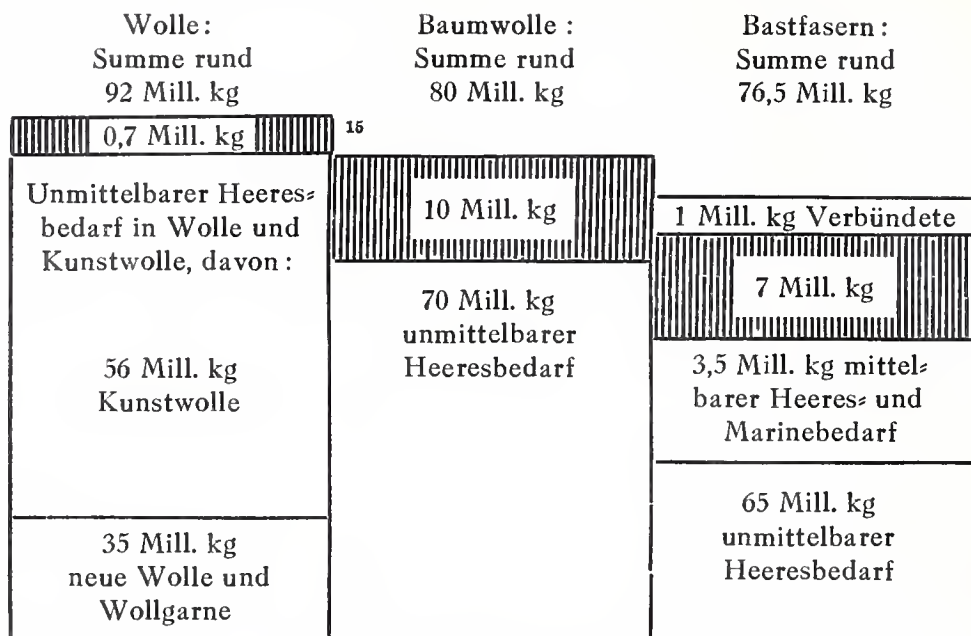 Wolle:
Summe rund
92 Mill. kg
0,7 Mill. kg
15
Unmittelbarer Heeres⸗
bedarf in Wolle und
Kunstwolle, davon:
56 Mill. kg
Kunstwolle
35 Mill. kg
neue Wolle und
Wollgarne
Baumwolle:
Summe rund
80 Mill. kg
10 Mill. kg
70 Mill. kg
unmittelbarer
Heeresbedarf
Bastfasern:
Summe rund
76,5 Mill. kg
1 Mill. kg Verbündete
7 Mill. kg
3,5 Mill. kg mittel⸗
barer Heeres⸗ und
Marinebedarf
65 Mill. kg
unmittelbarer
Heeresbedarf